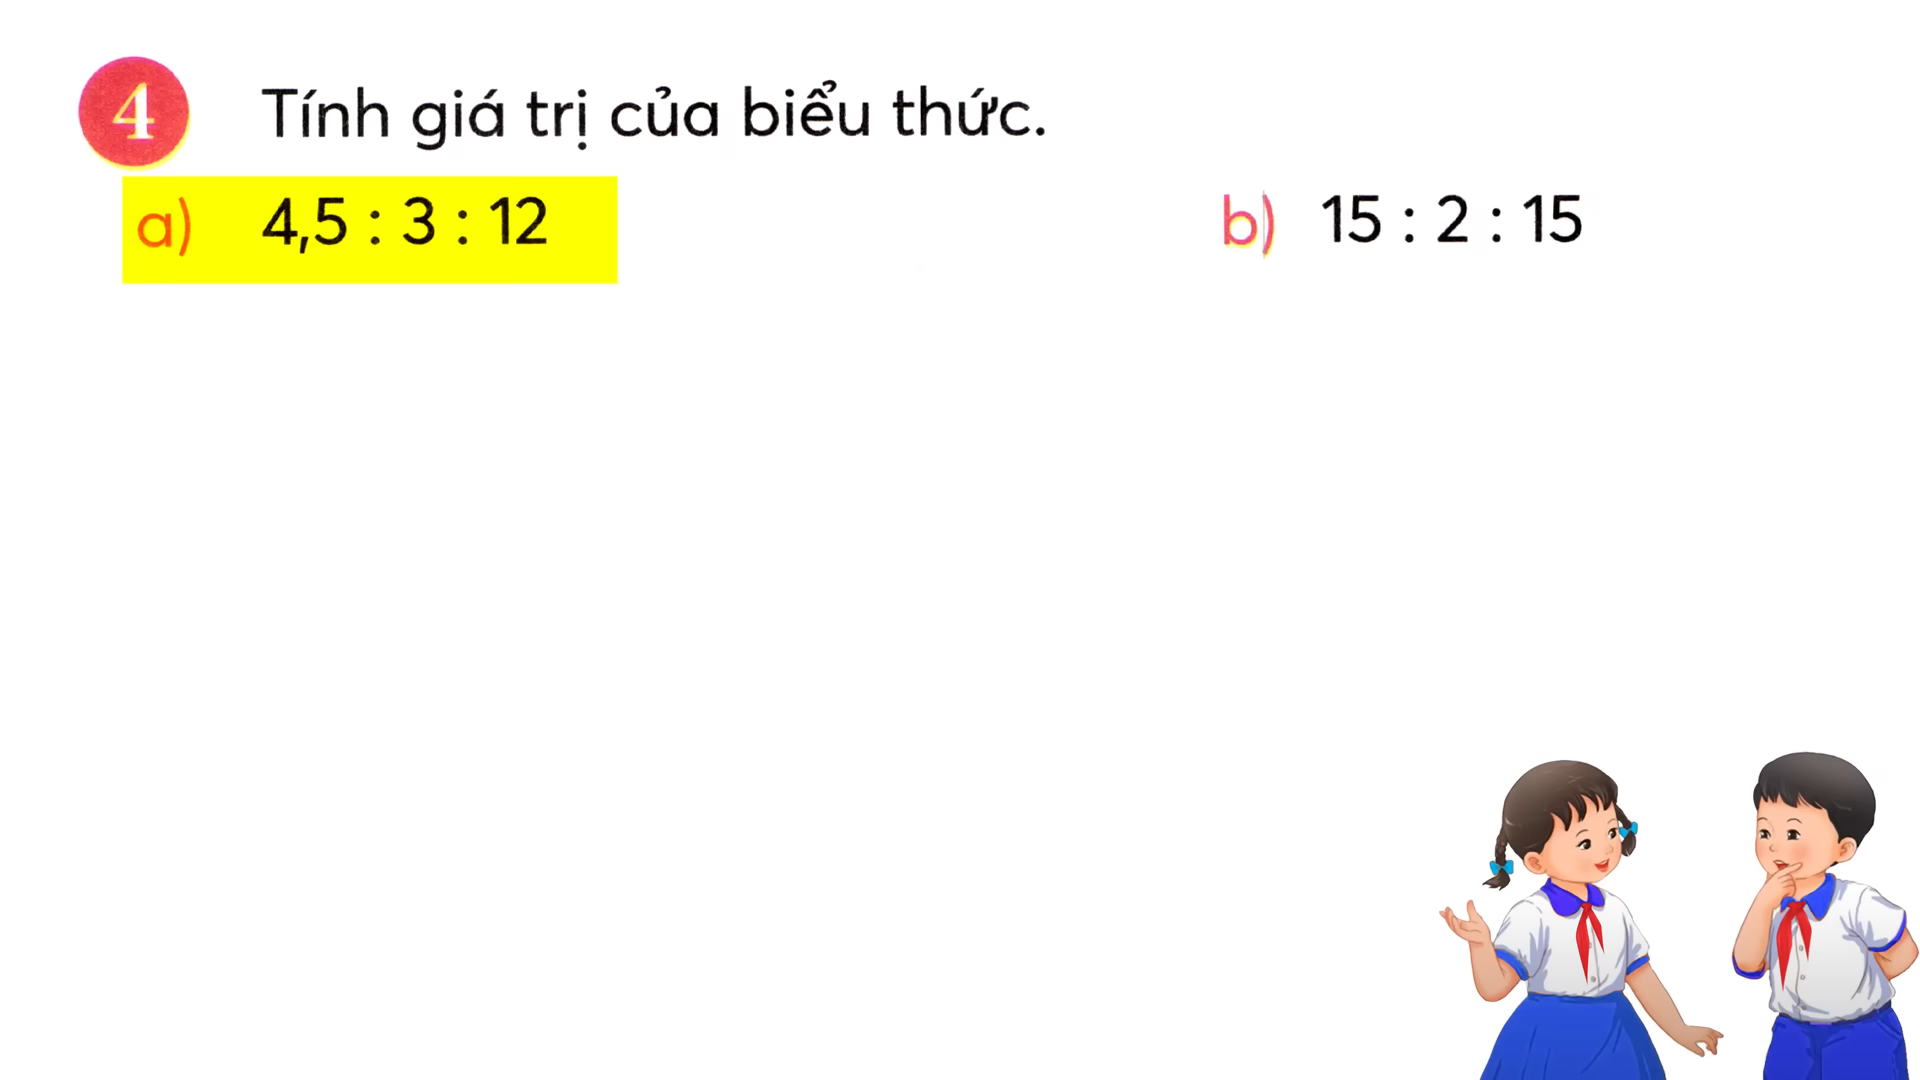 4 Tính giá trị của biểu thức.
a) 4,5 : 3 : 12
b) 15 : 2 : 15